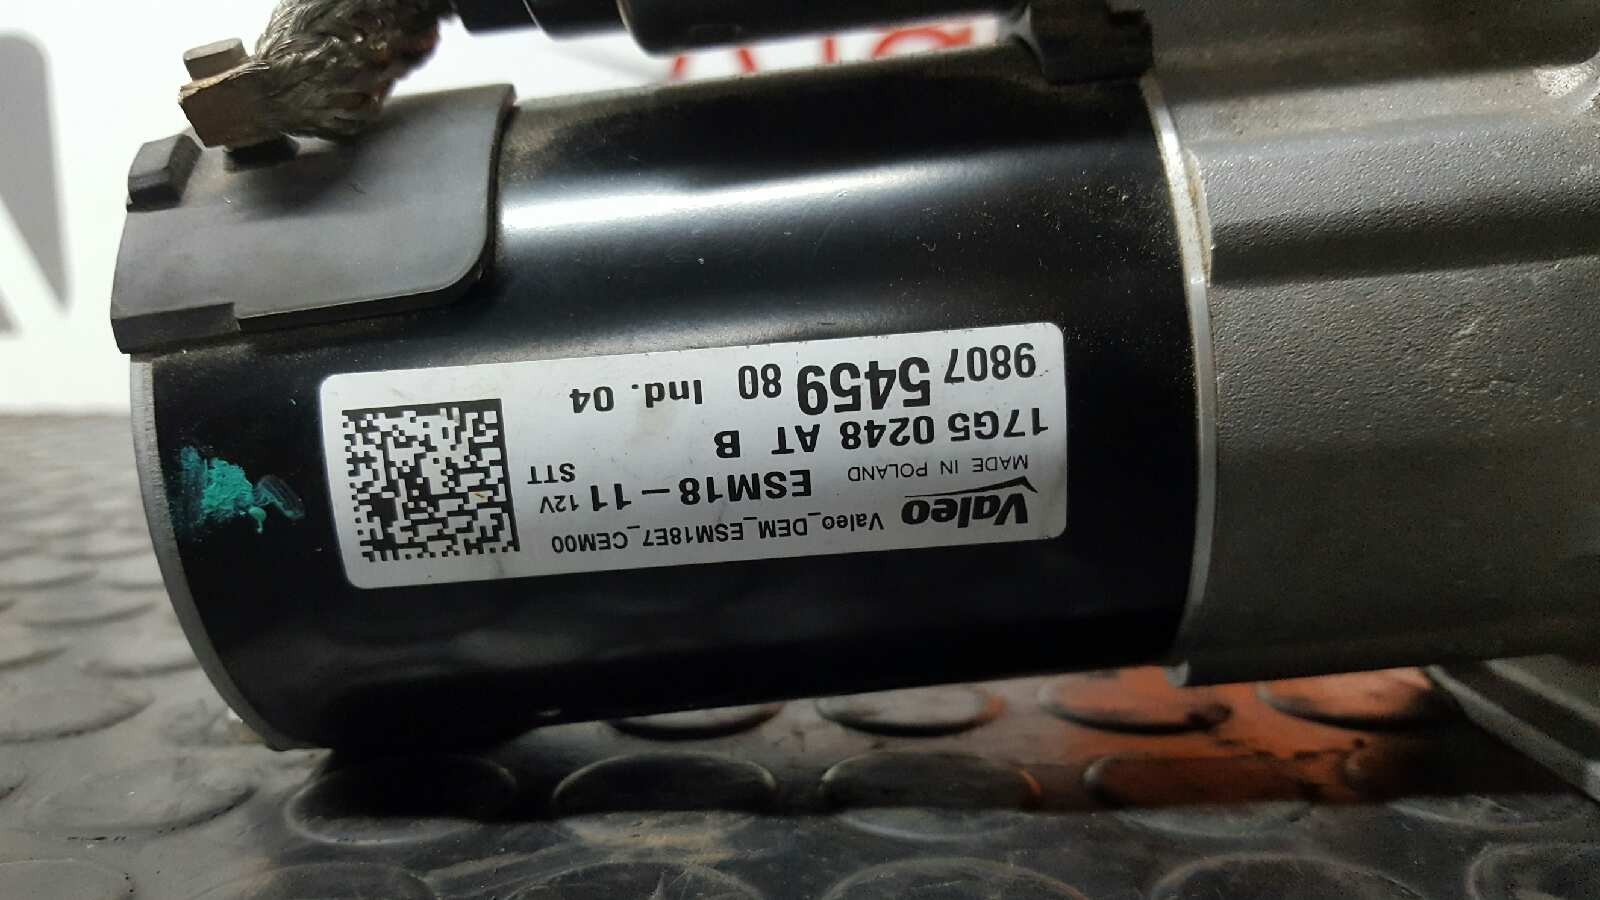 Valeo Valeo_DEM_ESM18E7_CEM00
MADE IN POLAND ESM18-11 12V STT
17G5 0248 AT B
9807 5459 80 Ind. 04